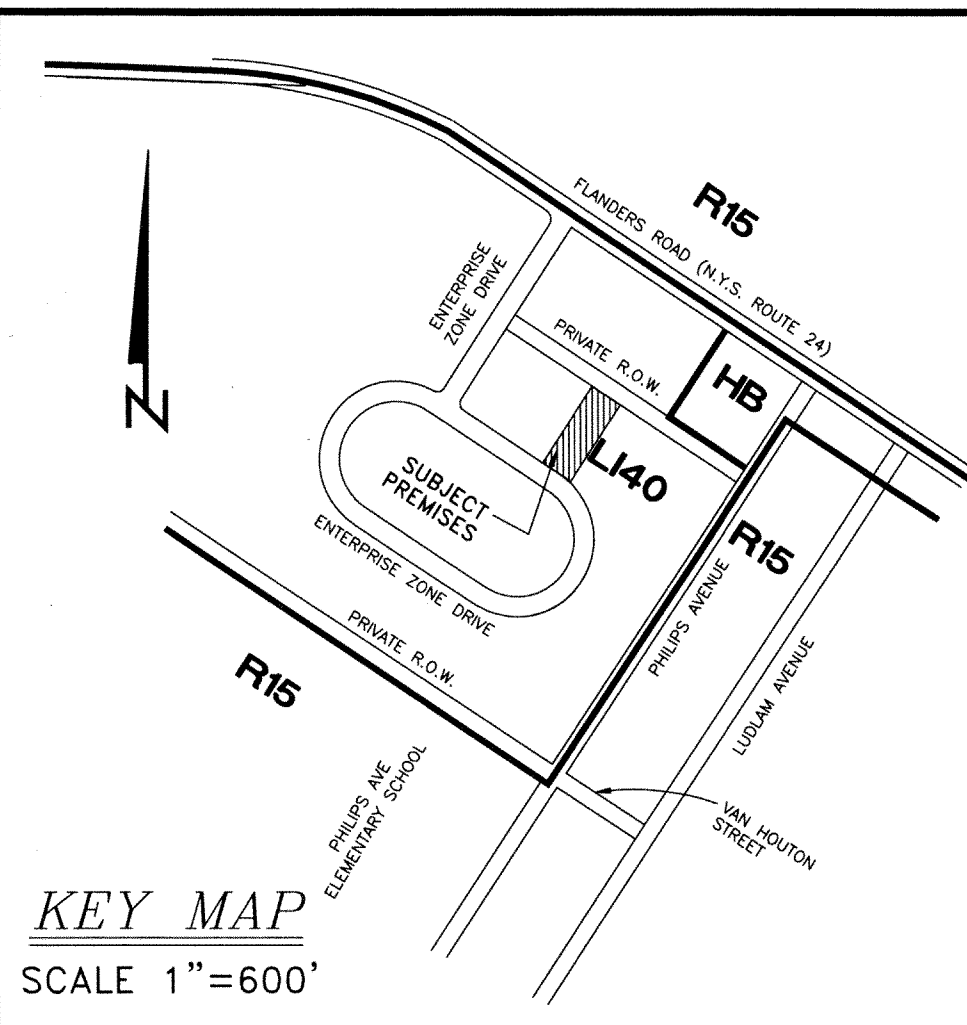 R15
FLANDERS ROAD (N.Y.S. ROUTE 24)
ENTERPRISE
ZONE DRIVE
PRIVATE R.O.W.
HB
LI40
SUBJECT
PREMISES
R15
ENTERPRISE ZONE DRIVE
PHILIPS AVENUE
PRIVATE R.O.W.
R15
LUDLAM AVENUE
PHILIPS AVE
ELEMENTARY SCHOOL
VAN HOUTON
STREET
N
KEY MAP
SCALE 1"=600'